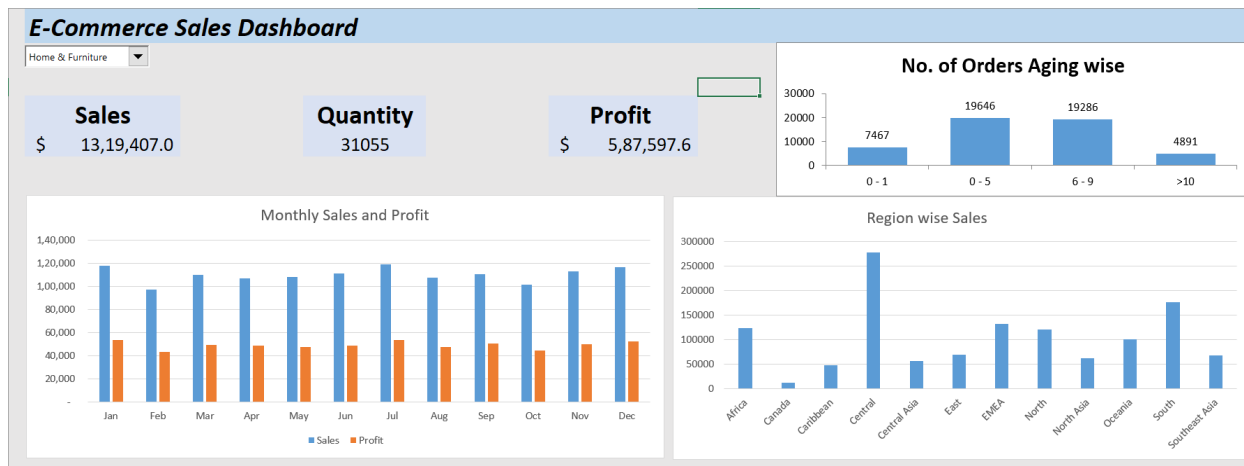 E-Commerce Sales Dashboard
Home & Furniture
Sales
$ 13,19,407.0
Quantity
31055
Profit
$ 5,87,597.6
No. of Orders Aging wise
30000
20000
10000
0
7467
19646
19286
4891
0 - 1
0 - 5
6 - 9
>10
Monthly Sales and Profit
1,40,000
1,20,000
1,00,000
80,000
60,000
40,000
20,000
-
Jan Feb Mar Apr May Jun Jul Aug Sep Oct Nov Dec
Sales Profit
Region wise Sales
300000
250000
200000
150000
100000
50000
0
Africa
Canada
Caribbean
Central
Central Asia
East
EMEA
North
North Asia
Oceania
South
Southeast Asia